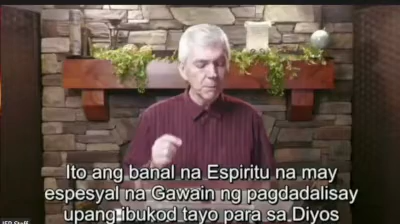 Ito ang banal na Espiritu na may
espesyal na Gawain ng pagdadalisay
upang ibukod tayo para sa Diyos